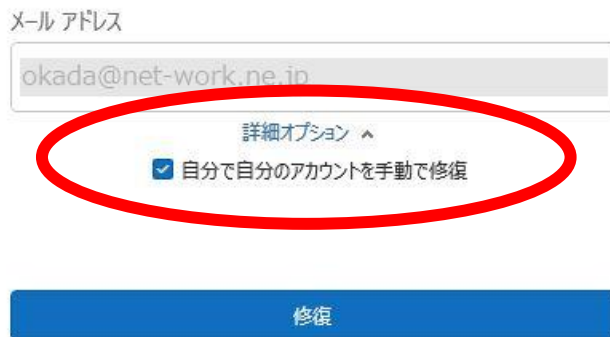 メール アドレス
okada@net-work.ne.jp
詳細オプション ^
自分で自分のアカウントを手動で修復
修復